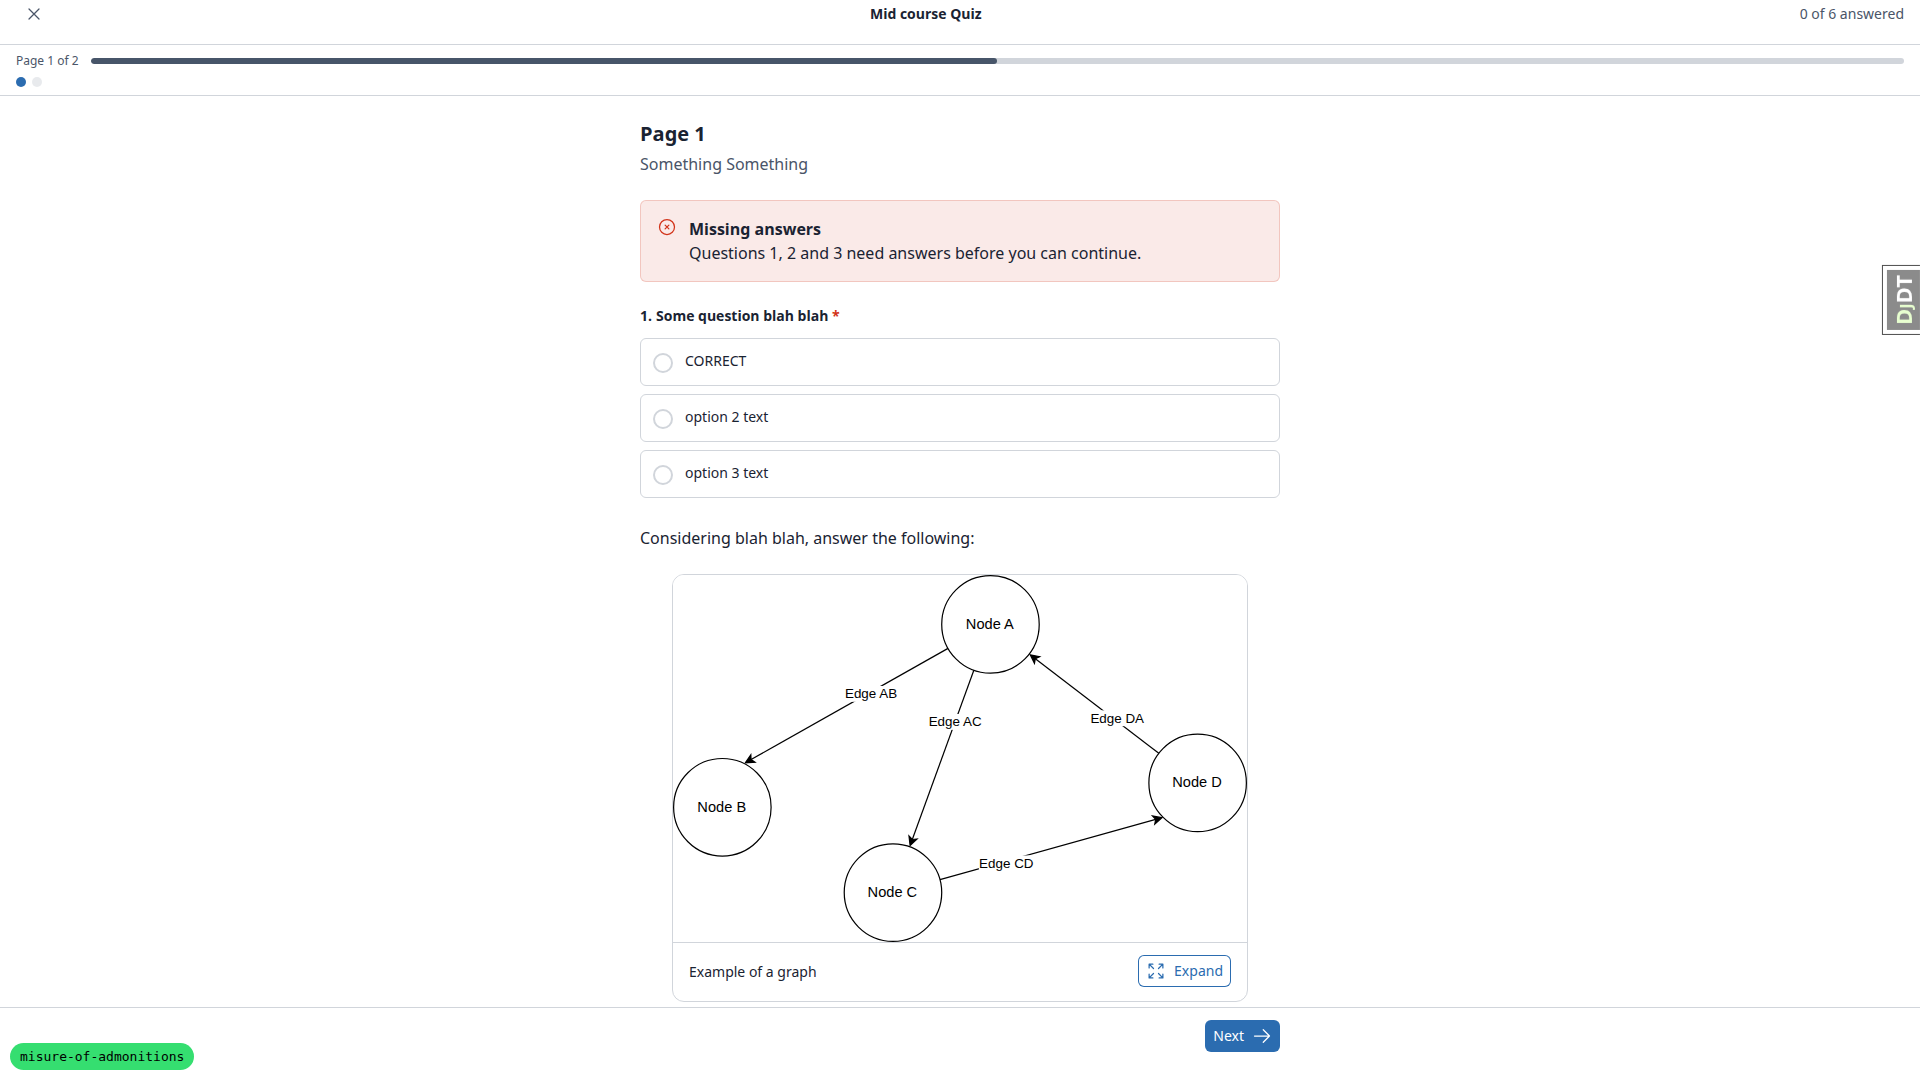 Mid course Quiz
0 of 6 answered
Page 1 of 2
Page 1
Something Something
Missing answers
Questions 1, 2 and 3 need answers before you can continue.
1. Some question blah blah *
CORRECT
option 2 text
option 3 text
Considering blah blah, answer the following:
Node A
Edge AB
Edge AC
Edge DA
Node D
Node B
Edge CD
Node C
Example of a graph
Expand
Next
misure-of-admonitions
DjDT